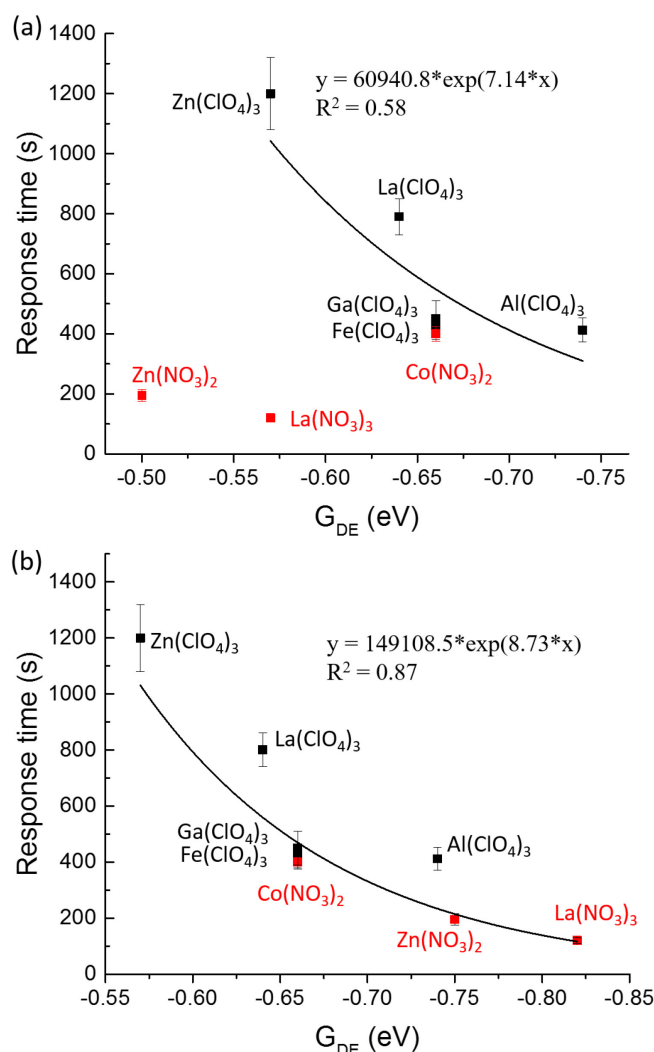 (a)
1400
1200
1000
800
600
400
200
0
Response time (s)
y = 60940.8*exp(7.14*x)
R² = 0.58
Zn(ClO₄)₃
La(ClO₄)₃
Ga(ClO₄)₃
Fe(ClO₄)₃
Al(ClO₄)₃
Co(NO₃)₂
Zn(NO₃)₂
La(NO₃)₃
-0.50 -0.55 -0.60 -0.65 -0.70 -0.75
G_DE (eV)
(b)
1400
1200
1000
800
600
400
200
0
Response time (s)
Zn(ClO₄)₃
y = 149108.5*exp(8.73*x)
R² = 0.87
La(ClO₄)₃
Ga(ClO₄)₃
Fe(ClO₄)₃
Al(ClO₄)₃
Co(NO₃)₂
Zn(NO₃)₂
La(NO₃)₃
-0.55 -0.60 -0.65 -0.70 -0.75 -0.80 -0.85
G_DE (eV)